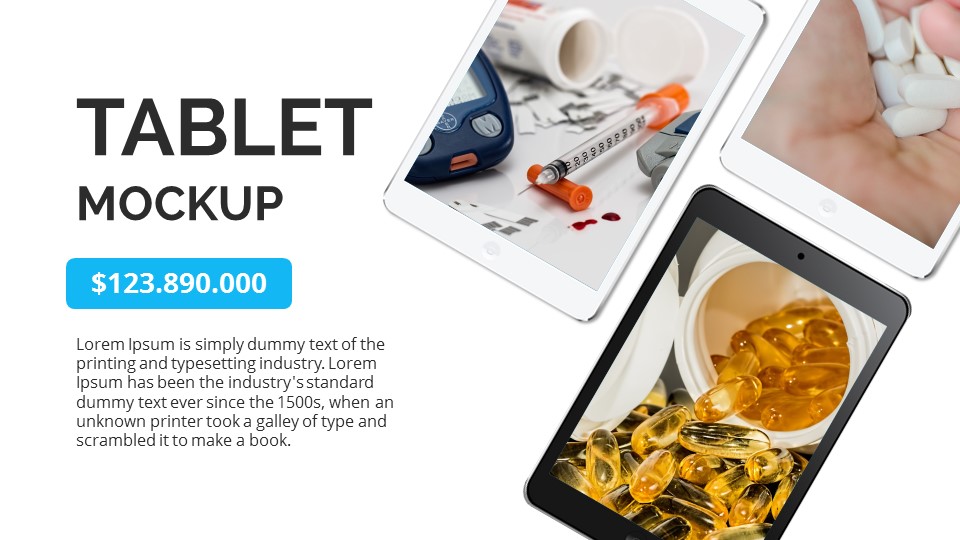 TABLET
MOCKUP
$123.890.000
Lorem Ipsum is simply dummy text of the
printing and typesetting industry. Lorem
Ipsum has been the industry's standard
dummy text ever since the 1500s, when an
unknown printer took a galley of type and
scrambled it to make a book.